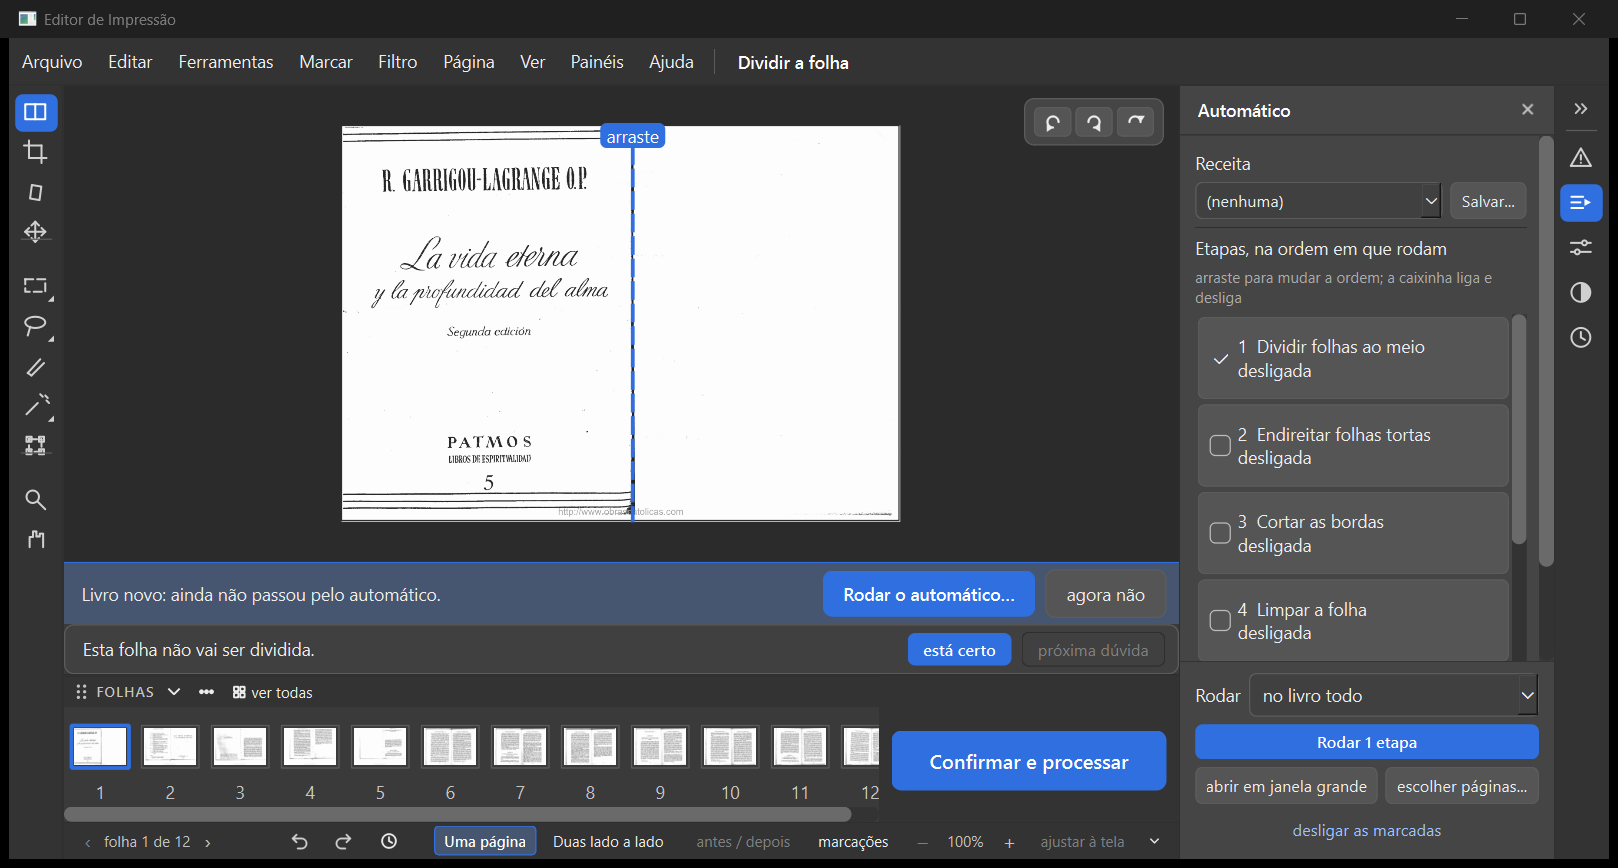 Editor de Impressão
Arquivo Editar Ferramentas Marcar Filtro Página Ver Painéis Ajuda Dividir a folha
arraste
R. GARRIGOU-LAGRANGE O.P.
La vida eterna
y la profundidad del alma
Segunda edición
PATMOS
LIBROS DE ESPIRITVALIDAD
5
Automático
Receita
(nenhuma) Salvar...
Etapas, na ordem em que rodam
arraste para mudar a ordem; a caixinha liga e
desliga
1 Dividir folhas ao meio
desligada
2 Endireitar folhas tortas
desligada
3 Cortar as bordas
desligada
4 Limpar a folha
desligada
Livro novo: ainda não passou pelo automático. Rodar o automático... agora não
Esta folha não vai ser dividida. está certo próxima dúvida
FOLHAS ••• ver todas
1 2 3 4 5 6 7 8 9 10 11 12
Confirmar e processar
Rodar no livro todo
Rodar 1 etapa
abrir em janela grande escolher páginas...
desligar as marcadas
‹ folha 1 de 12 › Uma página Duas lado a lado antes / depois marcações – 100% + ajustar à tela